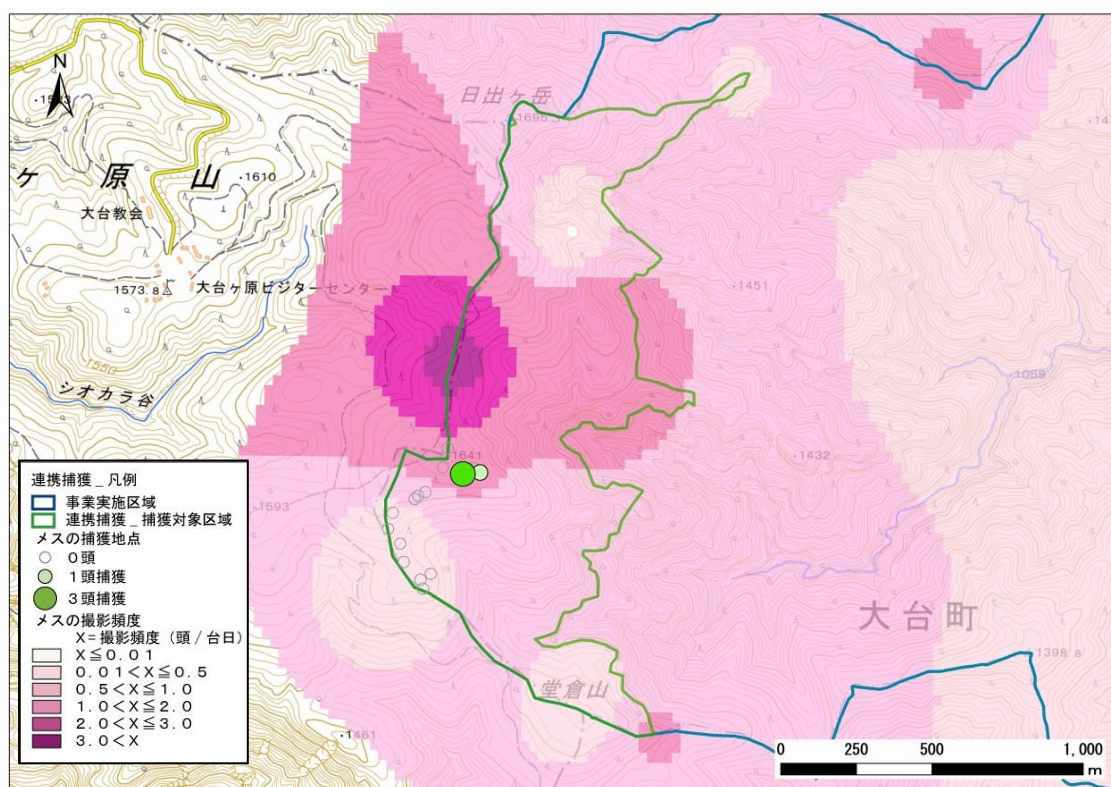 N
日出ヶ岳
1695
ヶ原山
・1610
大台教会
1573.8
大台ヶ原ビジターセンター
・1451
シオカラ谷
1058
1641
・1432
・1593
大台町
1398.8
堂倉山
・1461
連携捕獲_凡例
事業実施区域
連携捕獲_捕獲対象区域
メスの捕獲地点
0頭
1頭捕獲
3頭捕獲
メスの撮影頻度
X=撮影頻度(頭/台日)
X≦0.01
0.01<X≦0.5
0.5<X≦1.0
1.0<X≦2.0
2.0<X≦3.0
3.0<X
0 250 500 1,000
m